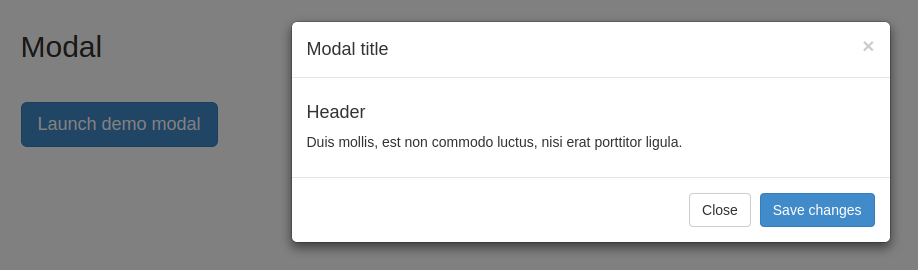 Modal
Launch demo modal
Modal title
×
Header
Duis mollis, est non commodo luctus, nisi erat porttitor ligula.
Close
Save changes